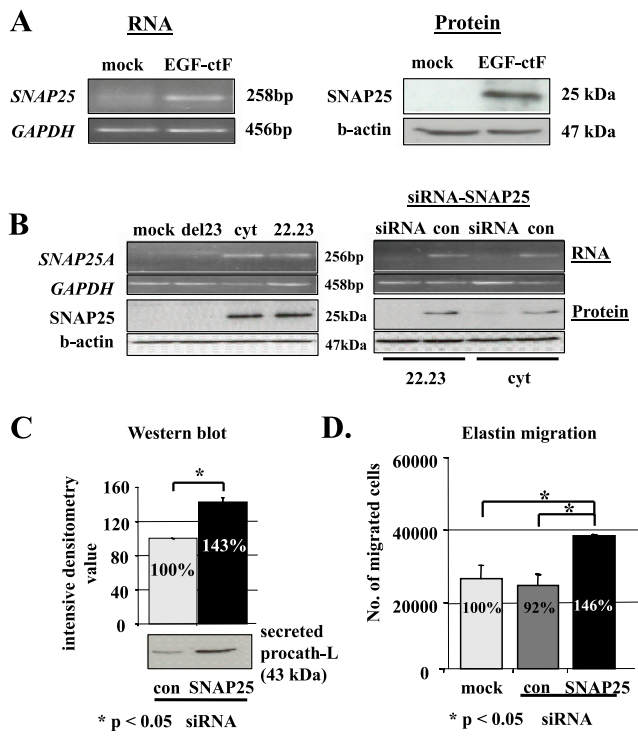 A
RNA
Protein
mock EGF-ctF
mock EGF-ctF
SNAP25 258bp
SNAP25 25 kDa
GAPDH 456bp
b-actin 47 kDa
siRNA-SNAP25
B
mock del23 cyt 22.23
siRNA con siRNA con
SNAP25A 256bp RNA
GAPDH 458bp
SNAP25 25kDa Protein
b-actin 47kDa
22.23 cyt
C
Western blot
intensive densitometry value
160
120
80
40
0
*
100%
143%
secreted
procath-L
(43 kDa)
con SNAP25
* p < 0.05 siRNA
D.
Elastin migration
No. of migrated cells
60000
40000
20000
0
*
*
100%
92%
146%
mock con SNAP25
* p < 0.05 siRNA